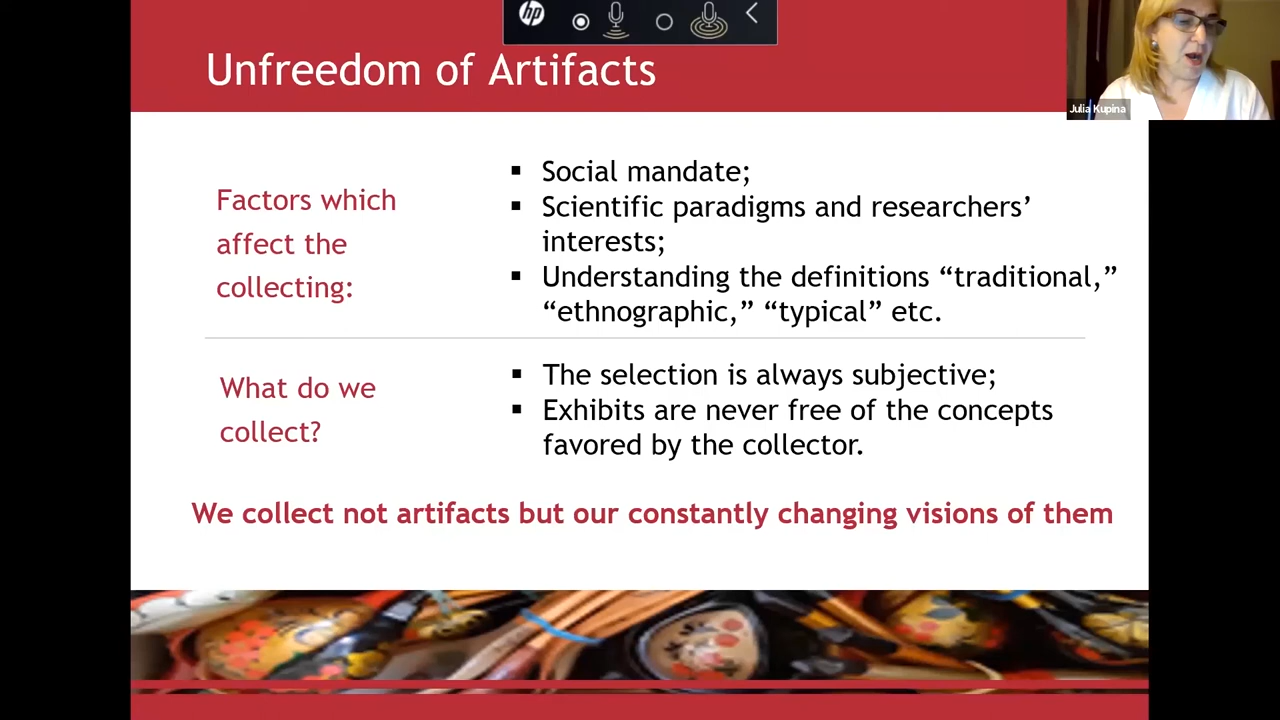 hp
Unfreedom of Artifacts
Julia Kupina
Factors which
affect the
collecting:
▪ Social mandate;
▪ Scientific paradigms and researchers’
interests;
▪ Understanding the definitions “traditional,”
“ethnographic,” “typical” etc.
What do we
collect?
▪ The selection is always subjective;
▪ Exhibits are never free of the concepts
favored by the collector.
We collect not artifacts but our constantly changing visions of them